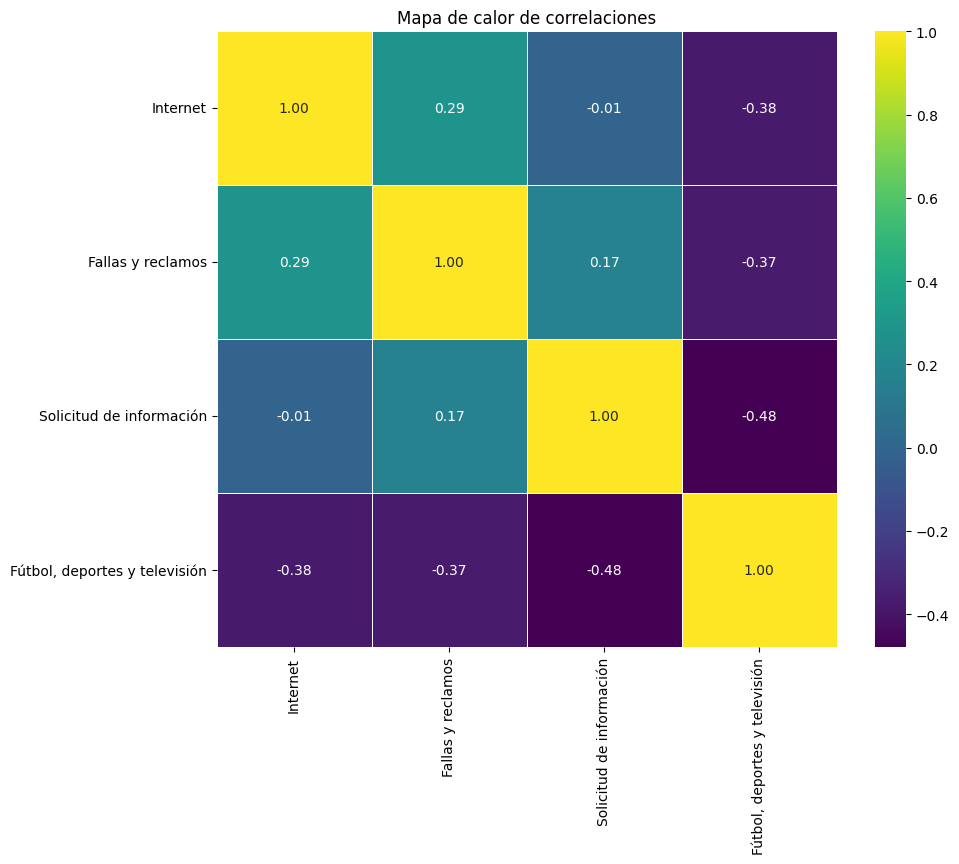 Mapa de calor de correlaciones
Internet
1.00
0.29
-0.01
-0.38
Fallas y reclamos
0.29
1.00
0.17
-0.37
Solicitud de información
-0.01
0.17
1.00
-0.48
Fútbol, deportes y televisión
-0.38
-0.37
-0.48
1.00
Internet
Fallas y reclamos
Solicitud de información
Fútbol, deportes y televisión
1.0
0.8
0.6
0.4
0.2
0.0
−0.2
−0.4